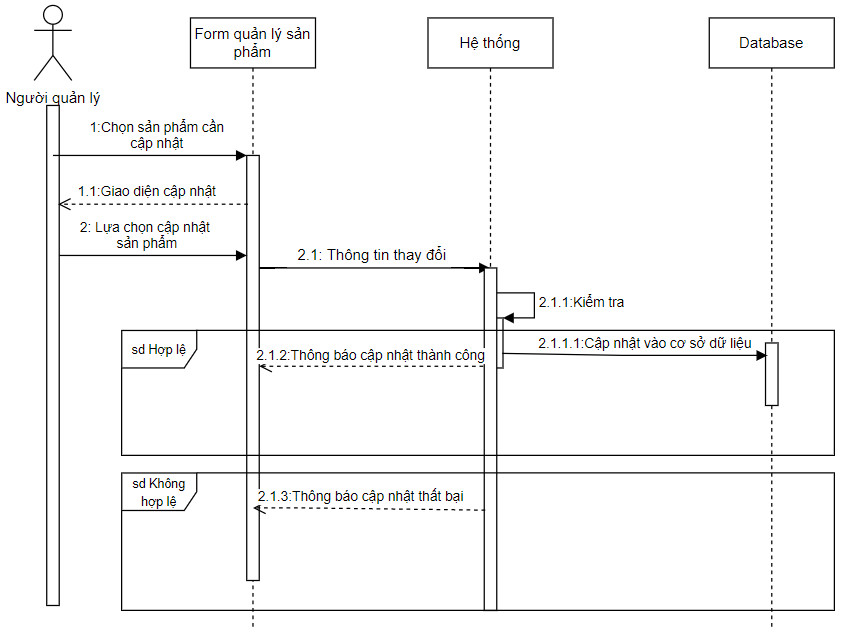 Form quản lý sản
phẩm
Hệ thống
Database
Người quản lý
1:Chọn sản phẩm cần
cập nhật
1.1:Giao diện cập nhật
2: Lựa chọn cập nhật
sản phẩm
2.1: Thông tin thay đổi
2.1.1:Kiểm tra
sd Hợp lệ
2.1.2:Thông báo cập nhật thành công
2.1.1.1:Cập nhật vào cơ sở dữ liệu
sd Không
hợp lệ
2.1.3:Thông báo cập nhật thất bại